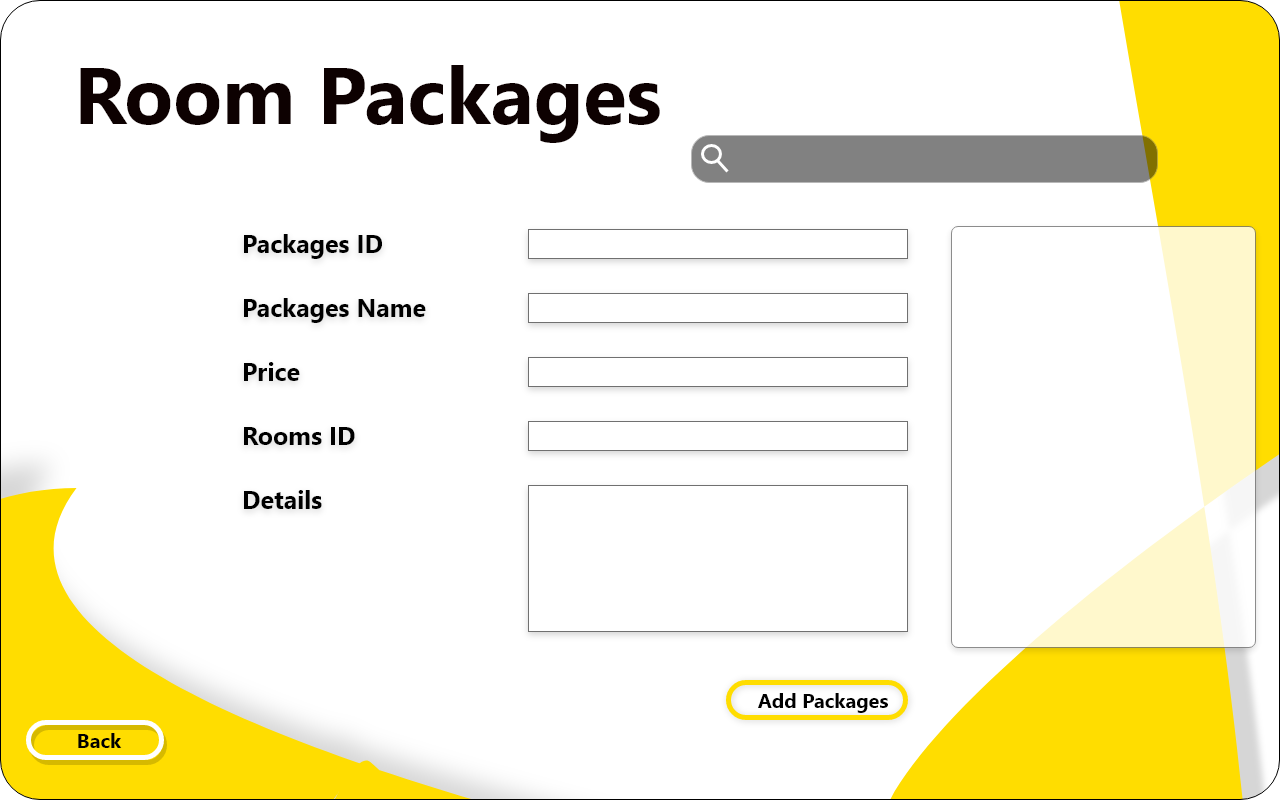 Room Packages
Packages ID
Packages Name
Price
Rooms ID
Details
Add Packages
Back